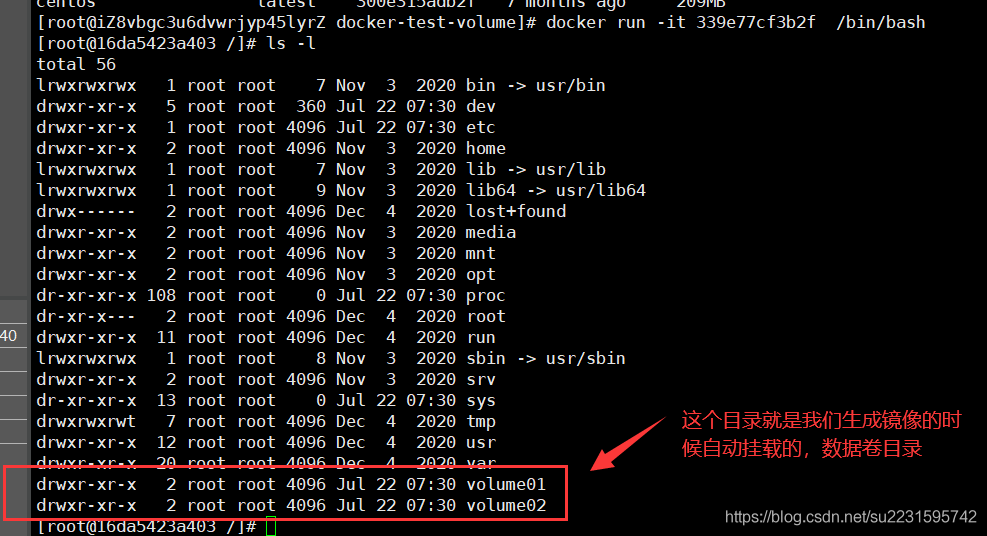 centos                latest    300e315adb2f   7 months ago     209MB
[root@iZ8vbgc3u6dvwrjyp45lyrZ docker-test-volume]# docker run -it 339e77cf3b2f  /bin/bash
[root@16da5423a403 /]# ls -l
total 56
lrwxrwxrwx   1 root root    7 Nov  3  2020 bin -> usr/bin
drwxr-xr-x   5 root root  360 Jul 22 07:30 dev
drwxr-xr-x   1 root root 4096 Jul 22 07:30 etc
drwxr-xr-x   2 root root 4096 Nov  3  2020 home
lrwxrwxrwx   1 root root    7 Nov  3  2020 lib -> usr/lib
lrwxrwxrwx   1 root root    9 Nov  3  2020 lib64 -> usr/lib64
drwx------   2 root root 4096 Dec  4  2020 lost+found
drwxr-xr-x   2 root root 4096 Nov  3  2020 media
drwxr-xr-x   2 root root 4096 Nov  3  2020 mnt
drwxr-xr-x   2 root root 4096 Nov  3  2020 opt
dr-xr-xr-x 108 root root    0 Jul 22 07:30 proc
dr-xr-x---   2 root root 4096 Dec  4  2020 root
drwxr-xr-x  11 root root 4096 Dec  4  2020 run
40
lrwxrwxrwx   1 root root    8 Nov  3  2020 sbin -> usr/sbin
drwxr-xr-x   2 root root 4096 Nov  3  2020 srv
dr-xr-xr-x  13 root root    0 Jul 22 07:30 sys
drwxrwxrwt   7 root root 4096 Dec  4  2020 tmp
drwxr-xr-x  12 root root 4096 Dec  4  2020 usr
drwxr-xr-x  20 root root 4096 Dec  4  2020 var
drwxr-xr-x   2 root root 4096 Jul 22 07:30 volume01
drwxr-xr-x   2 root root 4096 Jul 22 07:30 volume02
[root@16da5423a403 /]#
这个目录就是我们生成镜像的时
候自动挂载的，数据卷目录
https://blog.csdn.net/su2231595742